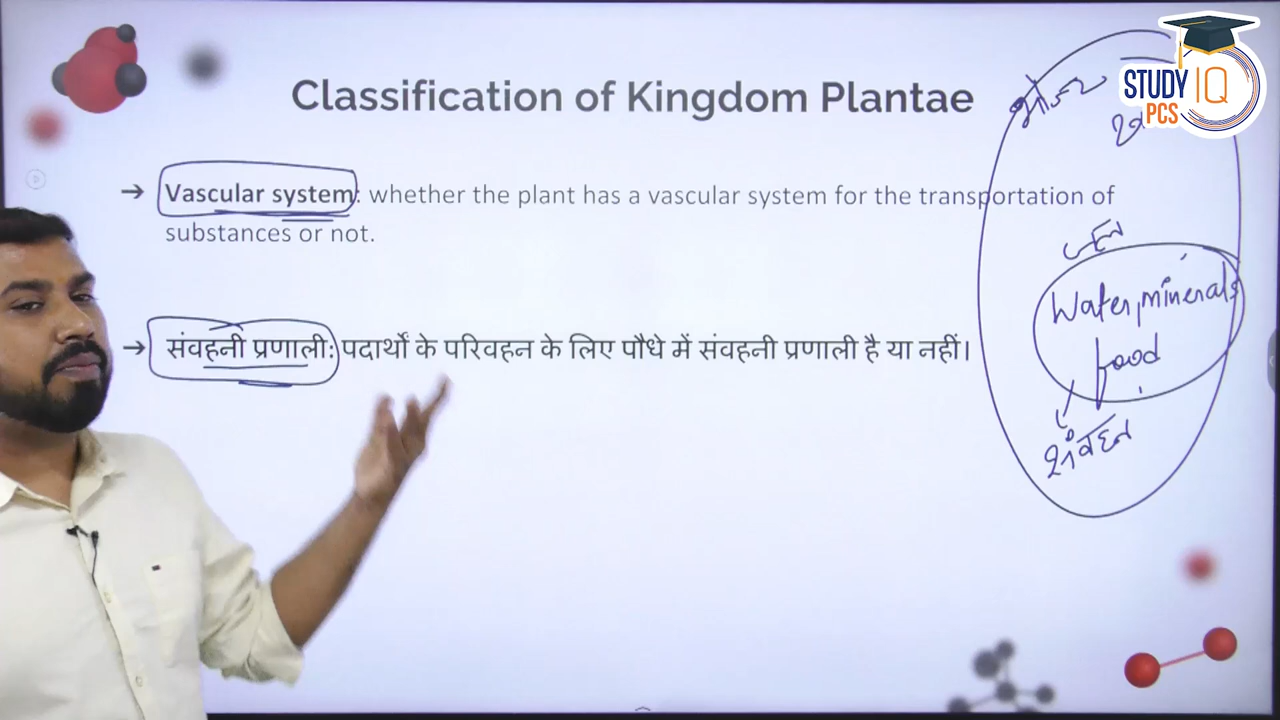 STUDY IQ
PCS
Classification of Kingdom Plantae
➔ Vascular system: whether the plant has a vascular system for the transportation of
substances or not.
➔ संवहनी प्रणाली: पदार्थों के परिवहन के लिए पौधे में संवहनी प्रणाली है या नहीं।
जल
Water, minerals
food
संवहन